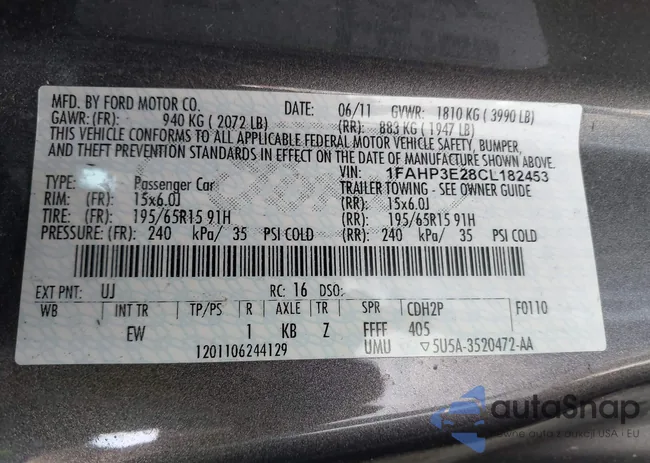 MFD. BY FORD MOTOR CO. DATE: 06/11 GVWR: 1810 KG ( 3990 LB)
GAWR: (FR): 940 KG ( 2072 LB) (RR): 883 KG ( 1947 LB)
THIS VEHICLE CONFORMS TO ALL APPLICABLE FEDERAL MOTOR VEHICLE SAFETY, BUMPER,
AND THEFT PREVENTION STANDARDS IN EFFECT ON THE DATE OF MANUFACTURE SHOWN ABOVE.
VIN: 1FAHP3E28CL182453
TYPE: Passenger Car TRAILER TOWING - SEE OWNER GUIDE
RIM: (FR) 15x6.0J (RR): 15x6.0J
TIRE: (FR) 195/65R15 91H (RR): 195/65R15 91H
PRESSURE: (FR): 240 kPa/ 35 PSI COLD (RR): 240 kPa/ 35 PSI COLD
EXT PNT: UJ RC: 16 DSO:
WB INT TR TP/PS R AXLE TR SPR CDH2P F0110
EW 1 KB Z FFFF 405
1201106244129 UMU ▽5U5A-3520472-AA
autoSnap
pewne auto z aukcji USA i EU